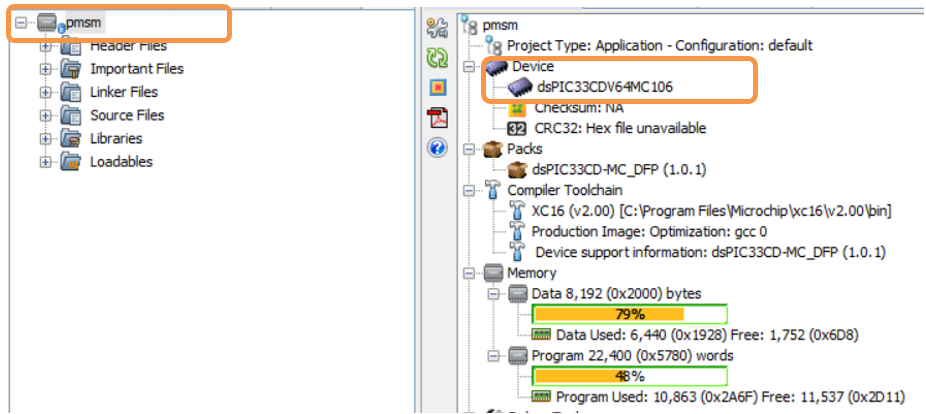 pmsm
Header Files
Important Files
Linker Files
Source Files
Libraries
Loadables
pmsm
Project Type: Application - Configuration: default
Device
dsPIC33CDV64MC106
Checksum: NA
32 CRC32: Hex file unavailable
Packs
dsPIC33CD-MC_DFP (1.0.1)
Compiler Toolchain
XC16 (v2.00) [C:\Program Files\Microchip\xc16\v2.00\bin]
Production Image: Optimization: gcc 0
Device support information: dsPIC33CD-MC_DFP (1.0.1)
Memory
Data 8,192 (0x2000) bytes
79%
Data Used: 6,440 (0x1928) Free: 1,752 (0x6D8)
Program 22,400 (0x5780) words
48%
Program Used: 10,863 (0x2A6F) Free: 11,537 (0x2D11)